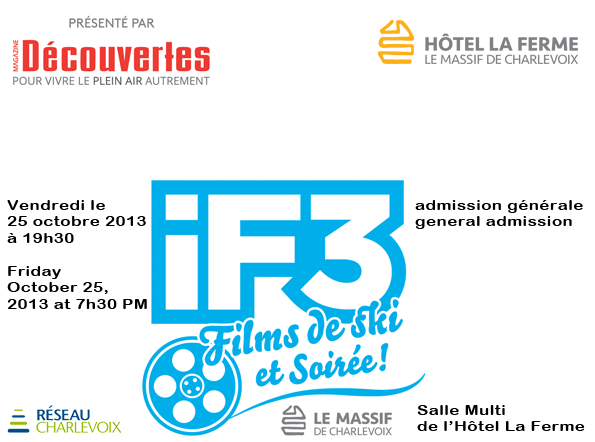 PRÉSENTÉ PAR
MAGAZINE
Découvertes
POUR VIVRE LE PLEIN AIR AUTREMENT
HÔTEL LA FERME
LE MASSIF DE CHARLEVOIX
Vendredi le
25 octobre 2013
à 19h30
Friday
October 25,
2013 at 7h30 PM
iF3
Films de ski
et Soirée!
admission générale
general admission
RÉSEAU
CHARLEVOIX
LE MASSIF
DE CHARLEVOIX
Salle Multi
de l’Hôtel La Ferme